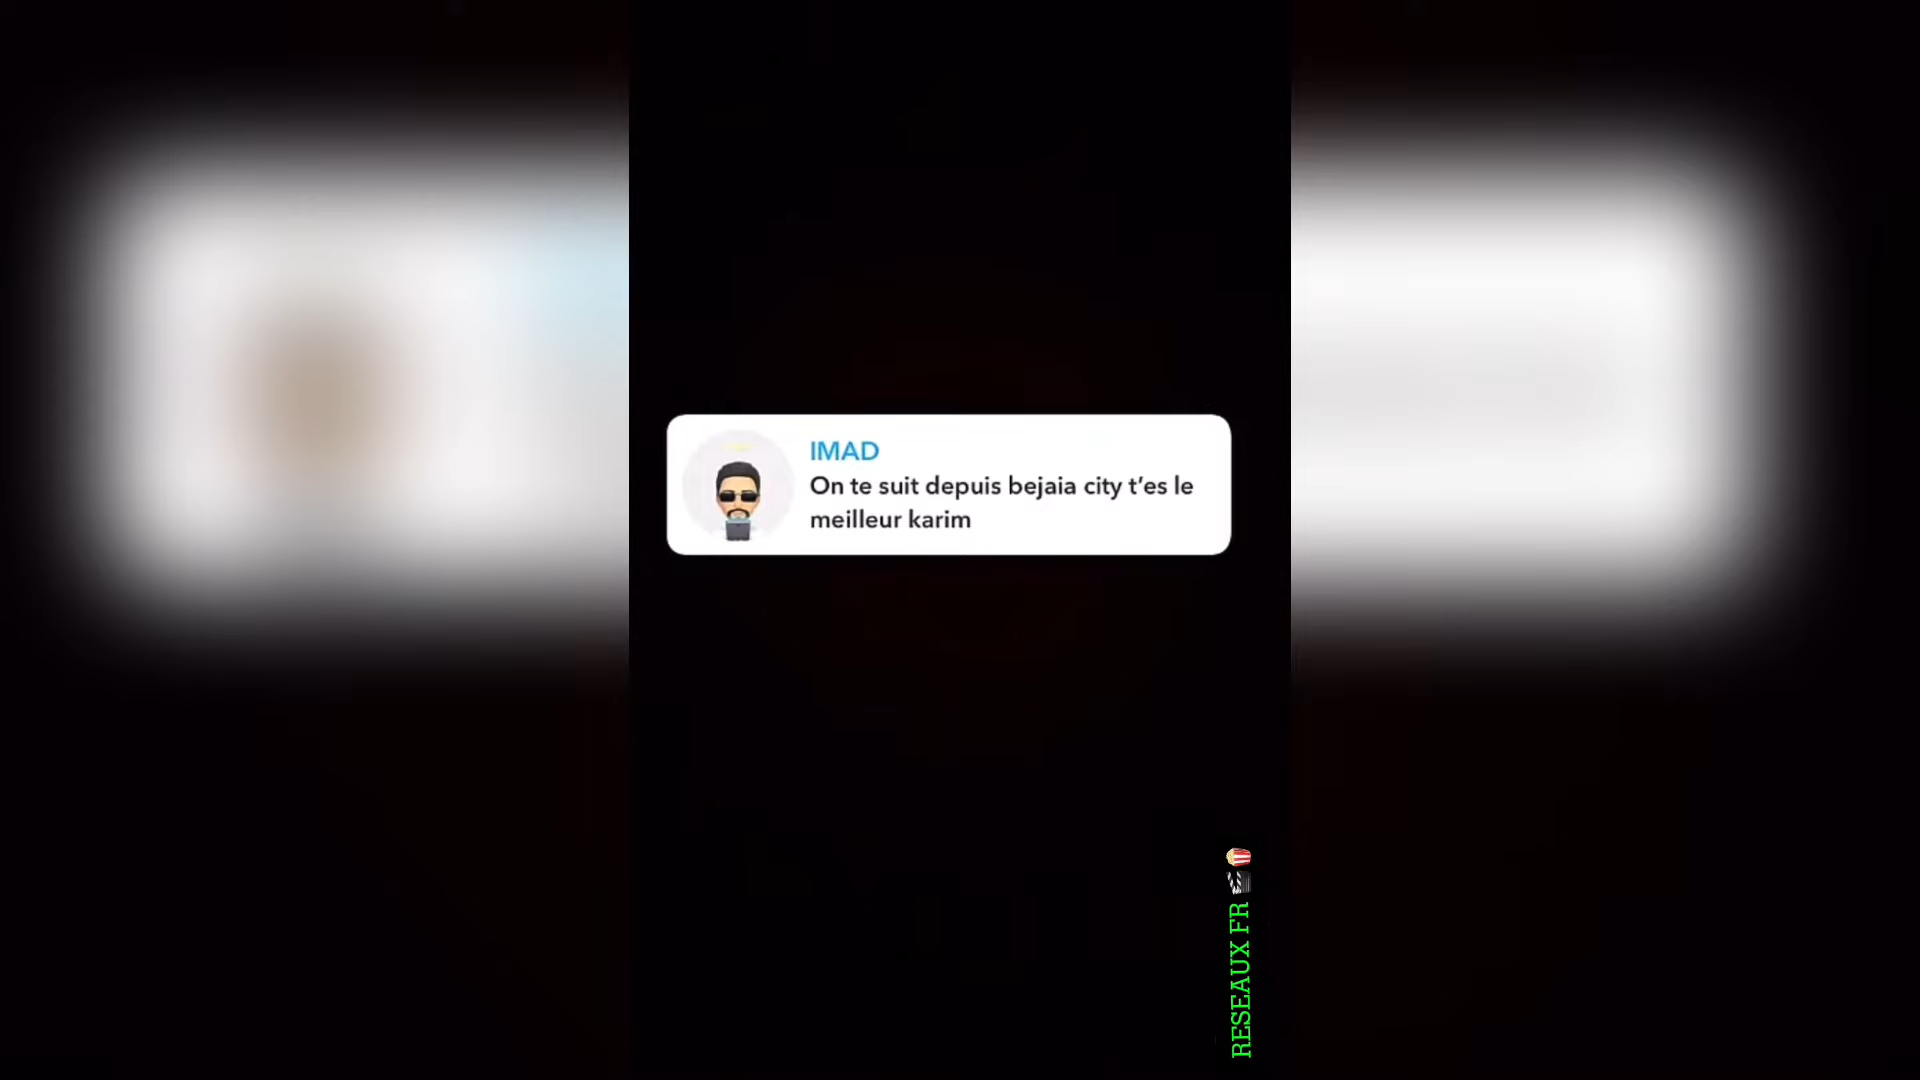 IMAD
On te suit depuis bejaia city t’es le
meilleur karim
RESEAUX FR 🎬🍿